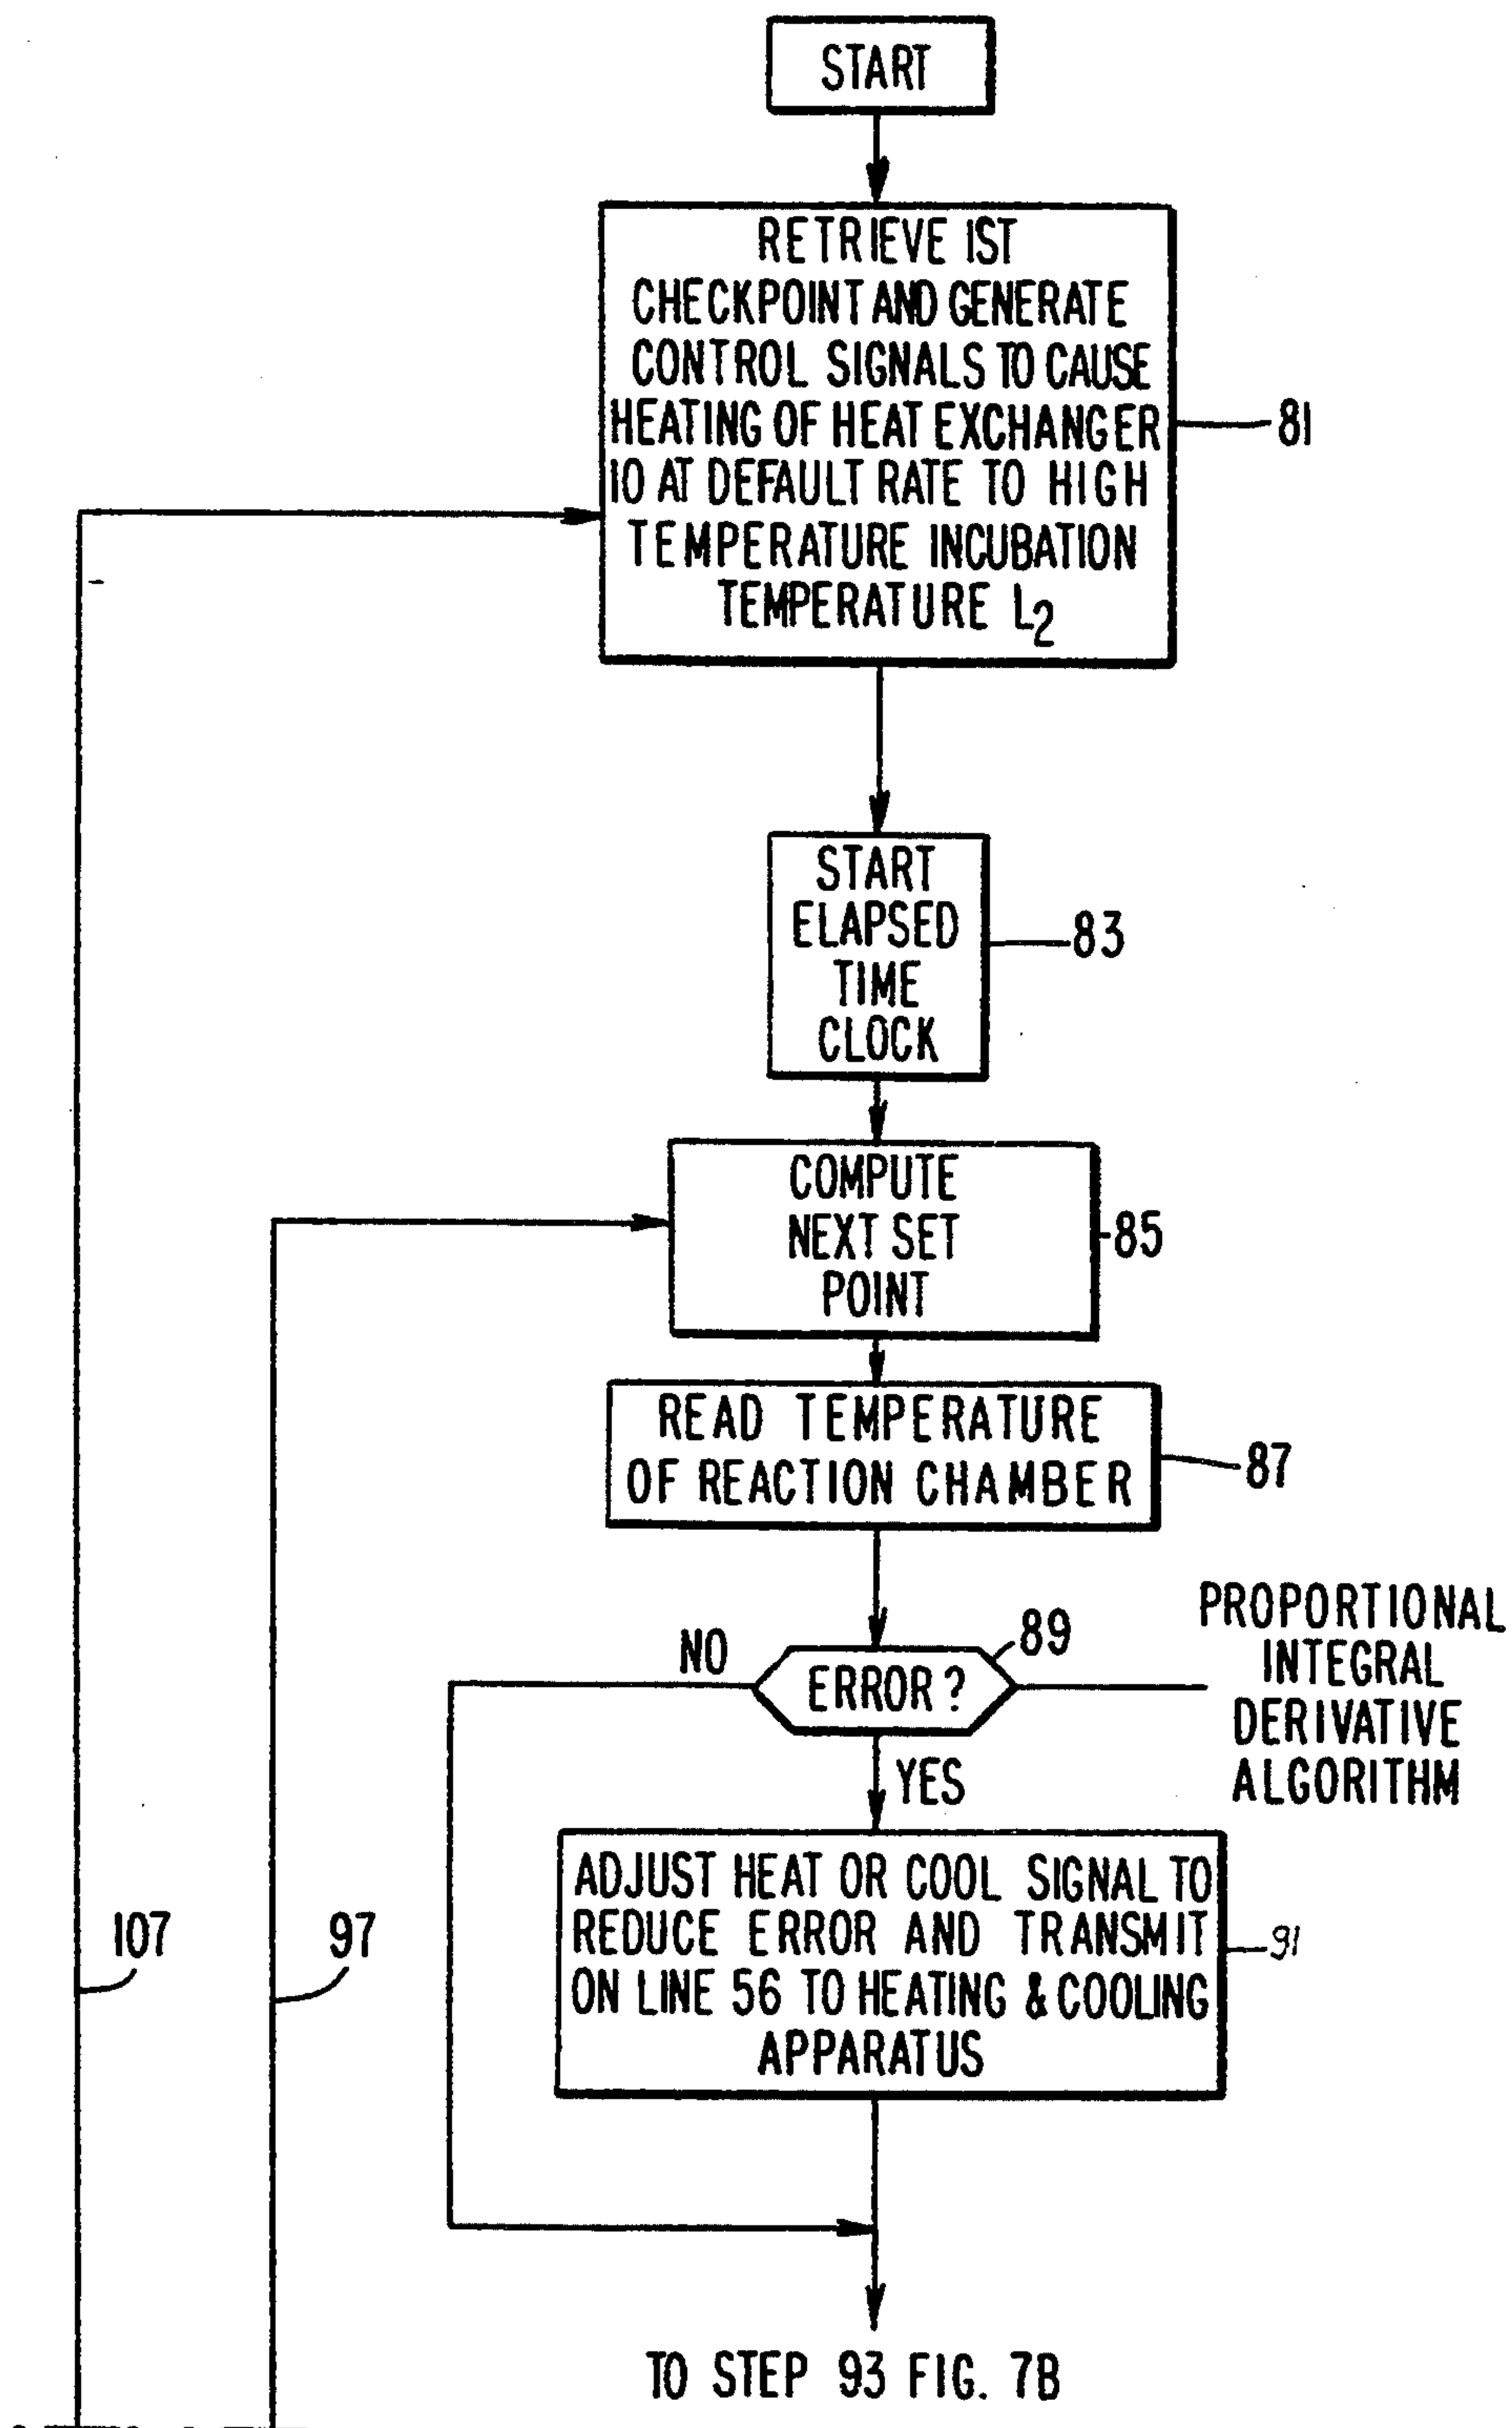 START
RETRIEVE 1ST
CHECKPOINT AND GENERATE
CONTROL SIGNALS TO CAUSE
HEATING OF HEAT EXCHANGER
10 AT DEFAULT RATE TO HIGH
TEMPERATURE INCUBATION
TEMPERATURE L2
81
START
ELAPSED
TIME
CLOCK
83
COMPUTE
NEXT SET
POINT
85
READ TEMPERATURE
OF REACTION CHAMBER
87
NO
ERROR?
89
PROPORTIONAL
INTEGRAL
DERIVATIVE
ALGORITHM
YES
ADJUST HEAT OR COOL SIGNAL TO
REDUCE ERROR AND TRANSMIT
ON LINE 56 TO HEATING & COOLING
APPARATUS
91
107
97
TO STEP 93 FIG. 7B